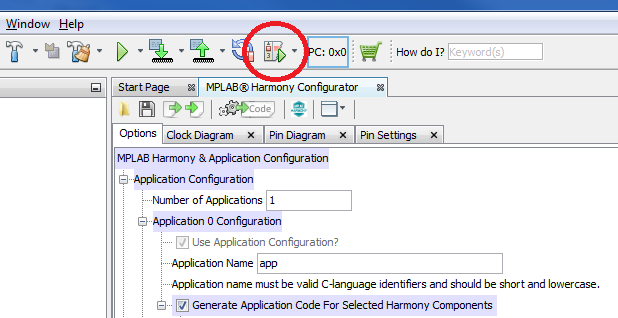 Window Help
PC: 0x0 How do I? Keyword(s)
Start Page MPLAB® Harmony Configurator
Code
Options Clock Diagram Pin Diagram Pin Settings
MPLAB Harmony & Application Configuration
Application Configuration
Number of Applications 1
Application 0 Configuration
Use Application Configuration?
Application Name app
Application name must be valid C-language identifiers and should be short and lowercase.
Generate Application Code For Selected Harmony Components